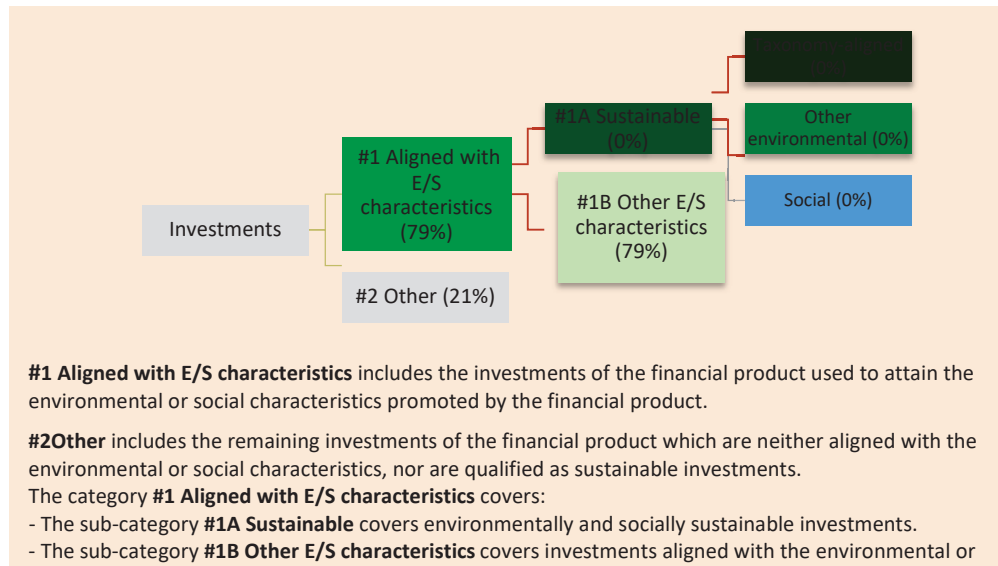 #1A Sustainable
(0%)
Other
environmental (0%)
#1 Aligned with
E/S
characteristics
(79%)
#1B Other E/S
characteristics
(79%)
Social (0%)
Investments
#2 Other (21%)
#1 Aligned with E/S characteristics includes the investments of the financial product used to attain the
environmental or social characteristics promoted by the financial product.
#2Other includes the remaining investments of the financial product which are neither aligned with the
environmental or social characteristics, nor are qualified as sustainable investments.
The category #1 Aligned with E/S characteristics covers:
- The sub-category #1A Sustainable covers environmentally and socially sustainable investments.
- The sub-category #1B Other E/S characteristics covers investments aligned with the environmental or